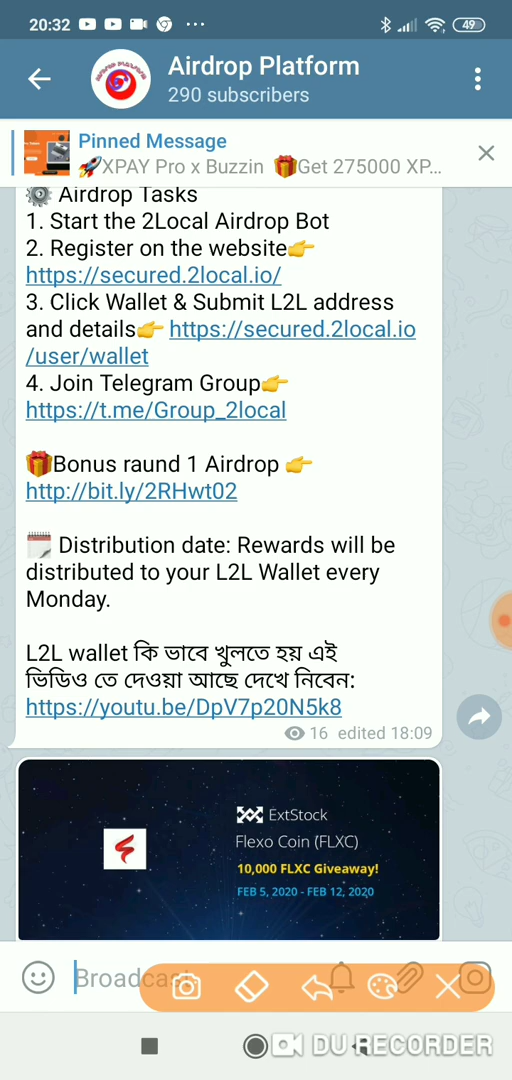 20:32
49
Airdrop Platform
290 subscribers
Pinned Message
🚀XPAY Pro x Buzzin 🎁Get 275000 XP...
⚙️ Airdrop Tasks
1. Start the 2Local Airdrop Bot
2. Register on the website👉
https://secured.2local.io/
3. Click Wallet & Submit L2L address
and details👉 https://secured.2local.io
/user/wallet
4. Join Telegram Group👉
https://t.me/Group_2local
🎁Bonus raund 1 Airdrop 👉
http://bit.ly/2RHwt02
🗓 Distribution date: Rewards will be
distributed to your L2L Wallet every
Monday.
L2L wallet কি ভাবে খুলতে হয় এই
ভিডিও তে দেওয়া আছে দেখে নিবেন:
https://youtu.be/DpV7p20N5k8
16 edited 18:09
ExtStock
Flexo Coin (FLXC)
10,000 FLXC Giveaway!
FEB 5, 2020 - FEB 12, 2020
Broadcast
DU RECORDER